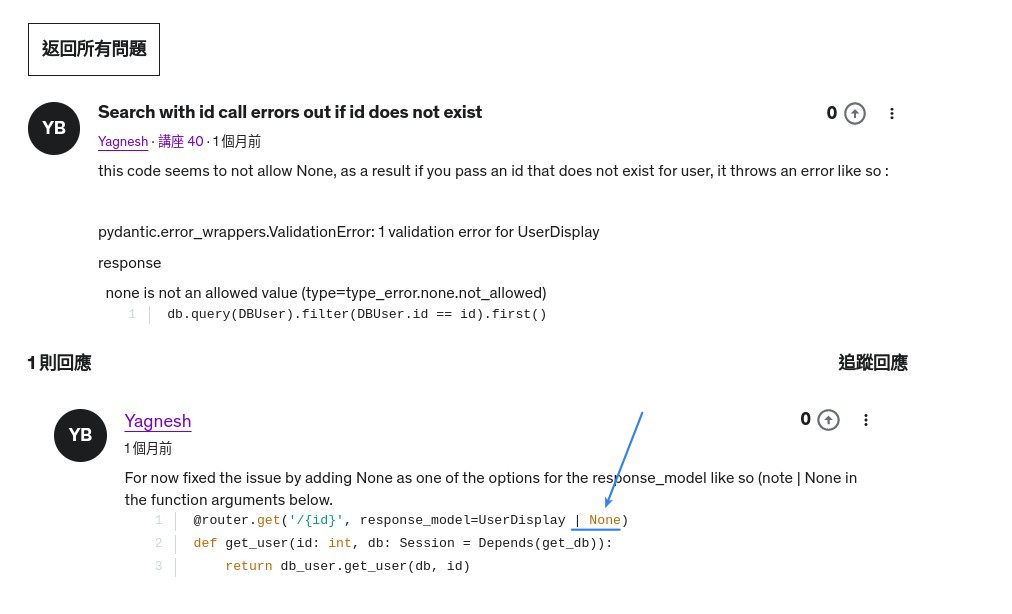 返回所有問題
YB
Search with id call errors out if id does not exist
0
Yagnesh · 講座 40 · 1 個月前
this code seems to not allow None, as a result if you pass an id that does not exist for user, it throws an error like so :
pydantic.error_wrappers.ValidationError: 1 validation error for UserDisplay
response
none is not an allowed value (type=type_error.none.not_allowed)
1 db.query(DBUser).filter(DBUser.id == id).first()
1 則回應
追蹤回應
YB
Yagnesh
0
1 個月前
For now fixed the issue by adding None as one of the options for the response_model like so (note | None in
the function arguments below.
1 @router.get('/{id}', response_model=UserDisplay | None)
2 def get_user(id: int, db: Session = Depends(get_db)):
3     return db_user.get_user(db, id)